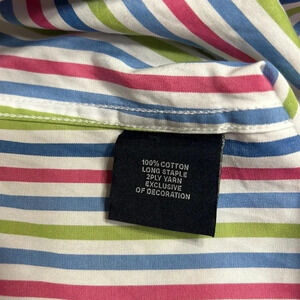 100% COTTON
LONG STAPLE
2PLY YARN
EXCLUSIVE
OF DECORATION